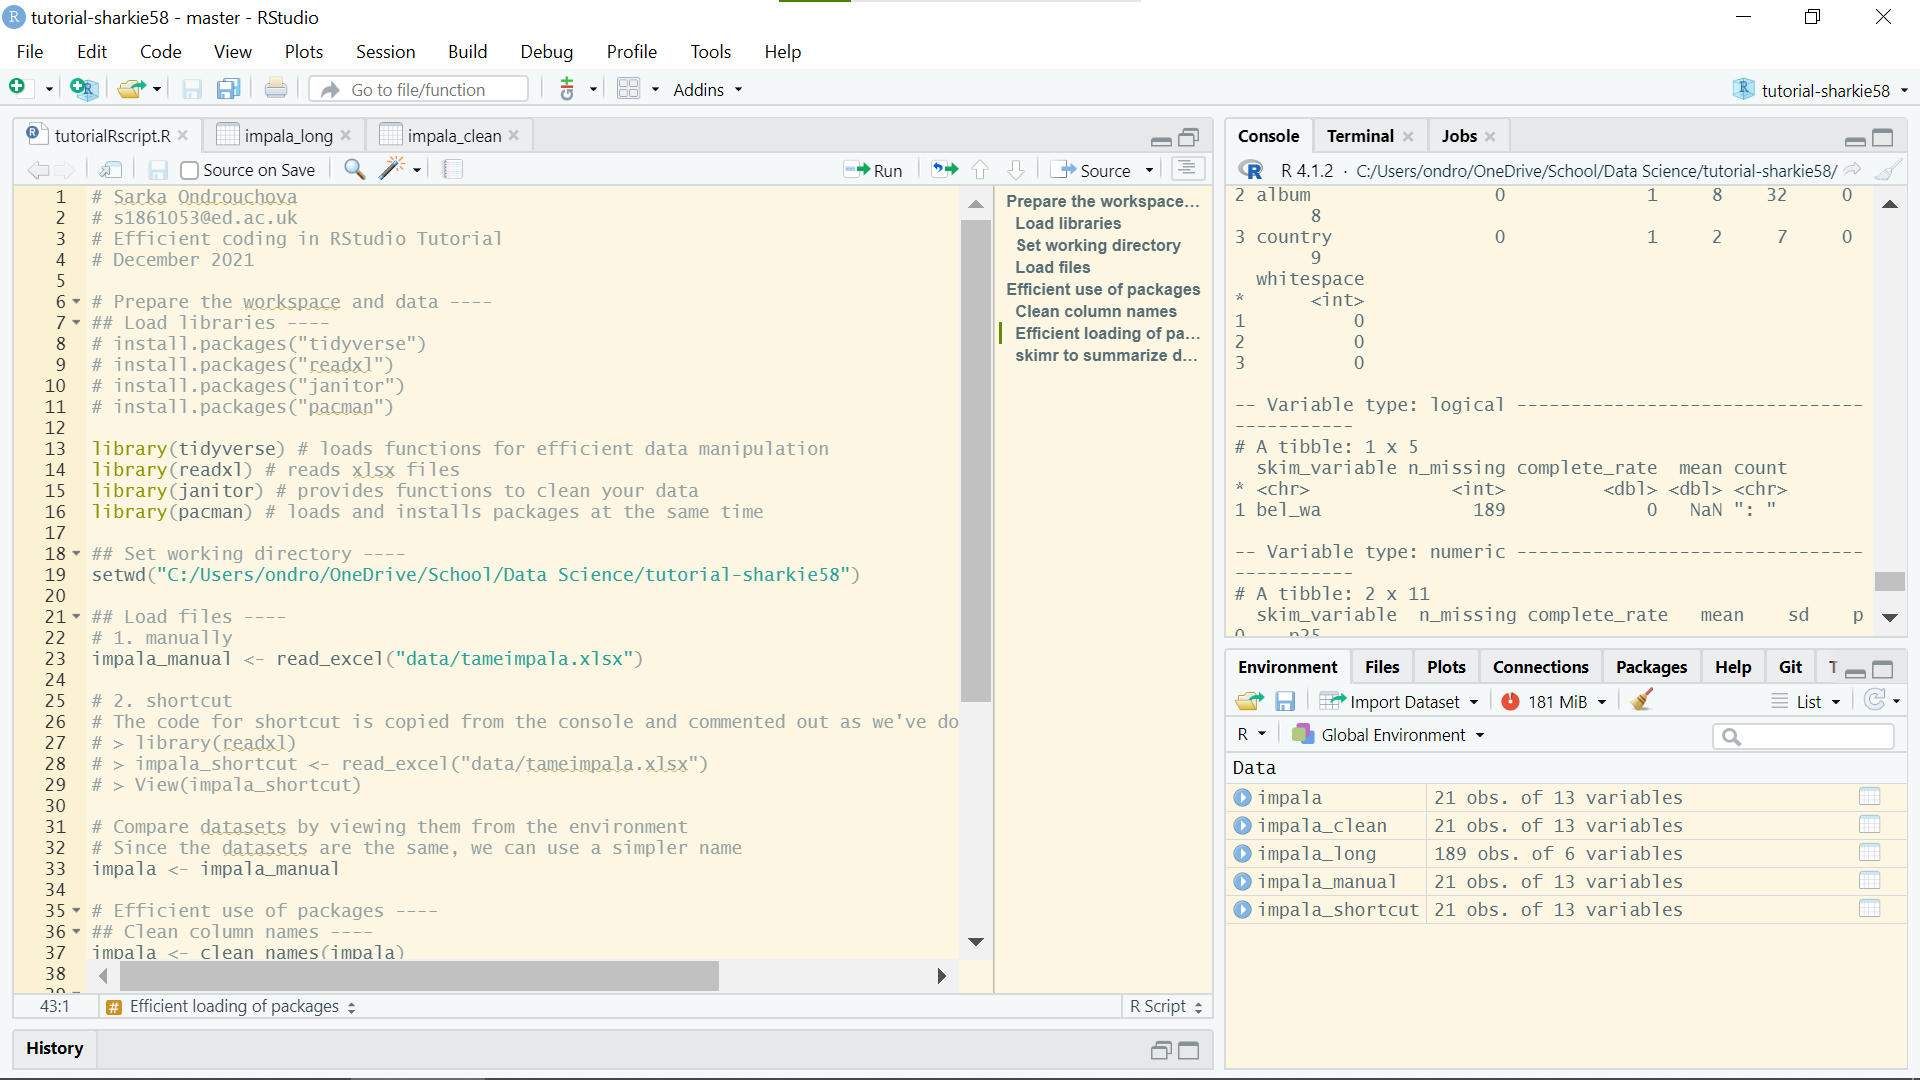 tutorial-sharkie58 - master - RStudio
File Edit Code View Plots Session Build Debug Profile Tools Help
Go to file/function Addins tutorial-sharkie58
tutorialRscript.R impala_long impala_clean
Source on Save Run Source
1 # Sarka Ondrouchova
2 # s1861053@ed.ac.uk
3 # Efficient coding in RStudio Tutorial
4 # December 2021
5
6 # Prepare the workspace and data ----
7 ## Load libraries ----
8 # install.packages("tidyverse")
9 # install.packages("readxl")
10 # install.packages("janitor")
11 # install.packages("pacman")
12
13 library(tidyverse) # loads functions for efficient data manipulation
14 library(readxl) # reads xlsx files
15 library(janitor) # provides functions to clean your data
16 library(pacman) # loads and installs packages at the same time
17
18 ## Set working directory ----
19 setwd("C:/Users/ondro/OneDrive/School/Data Science/tutorial-sharkie58")
20
21 ## Load files ----
22 # 1. manually
23 impala_manual <- read_excel("data/tameimpala.xlsx")
24
25 # 2. shortcut
26 # The code for shortcut is copied from the console and commented out as we've do
27 # > library(readxl)
28 # > impala_shortcut <- read_excel("data/tameimpala.xlsx")
29 # > View(impala_shortcut)
30
31 # Compare datasets by viewing them from the environment
32 # Since the datasets are the same, we can use a simpler name
33 impala <- impala_manual
34
35 # Efficient use of packages ----
36 ## Clean column names ----
37 impala <- clean_names(impala)
38
Prepare the workspace...
Load libraries
Set working directory
Load files
Efficient use of packages
Clean column names
Efficient loading of pa...
skimr to summarize d...
43:1 # Efficient loading of packages R Script
History
Console Terminal Jobs
R 4.1.2 · C:/Users/ondro/OneDrive/School/Data Science/tutorial-sharkie58/
2 album 0 1 8 32 0
8
3 country 0 1 2 7 0
9
whitespace
* <int>
1 0
2 0
3 0
-- Variable type: logical --------------------------------
-----------
# A tibble: 1 x 5
skim_variable n_missing complete_rate mean count
* <chr> <int> <dbl> <dbl> <chr>
1 bel_wa 189 0 NaN ": "
-- Variable type: numeric --------------------------------
-----------
# A tibble: 2 x 11
skim_variable n_missing complete_rate mean sd p
0 p25
Environment Files Plots Connections Packages Help Git T
Import Dataset 181 MiB List
R Global Environment
Data
impala 21 obs. of 13 variables
impala_clean 21 obs. of 13 variables
impala_long 189 obs. of 6 variables
impala_manual 21 obs. of 13 variables
impala_shortcut 21 obs. of 13 variables